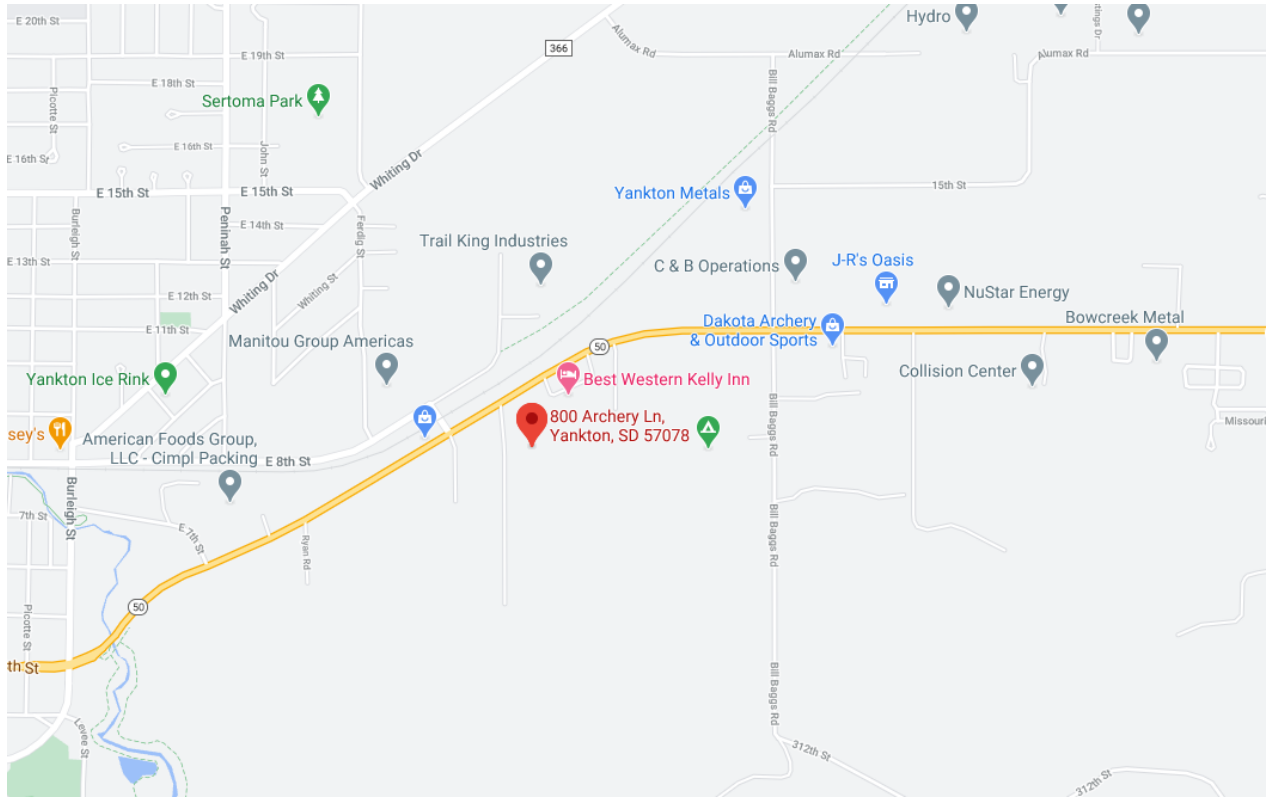 E 20th St
Hydro
tings Dr
Alumax Rd
366
Alumax Rd
Alumax Rd
E 19th St
E 18th St
Picotte St
Sertoma Park
Bill Baggs Rd
E 16th St
John St
E 16th St
Whiting Dr
15th St
E 15th St
E 15th St
Yankton Metals
Burleigh St
Peninah St
E 14th St
Ferdig St
Trail King Industries
E 13th St
C & B Operations
J-R's Oasis
Whiting Dr
Whiting St
E 12th St
NuStar Energy
E 11th St
Dakota Archery
& Outdoor Sports
Bowcreek Metal
Manitou Group Americas
50
Yankton Ice Rink
Best Western Kelly Inn
Collision Center
Bill Baggs Rd
800 Archery Ln,
Yankton, SD 57078
Missouri
sey's
American Foods Group,
LLC - Cimpl Packing
E 8th St
Burleigh St
7th St
E 7th St
Ryan Rd
Bill Baggs Rd
50
Picotte St
th St
Bill Baggs Rd
Levee St
312th St
312th St